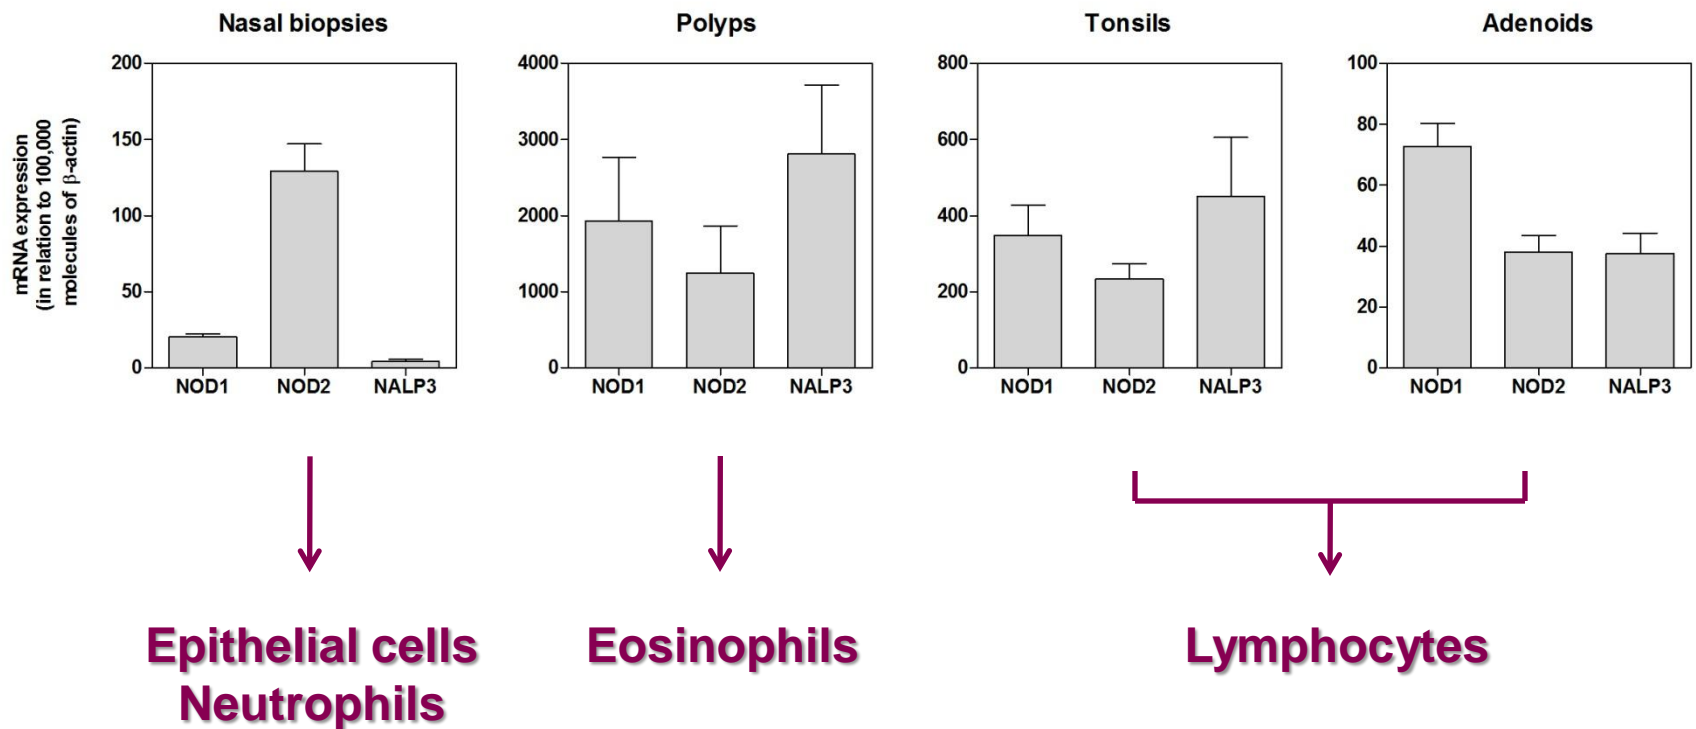 Nasal biopsies
Polyps
Tonsils
Adenoids
mRNA expression
(in relation to 100,000
molecules of β-actin)
200
150
100
50
0
NOD1 NOD2 NALP3
4000
3000
2000
1000
0
NOD1 NOD2 NALP3
800
600
400
200
0
NOD1 NOD2 NALP3
100
80
60
40
20
0
NOD1 NOD2 NALP3
Epithelial cells
Neutrophils
Eosinophils
Lymphocytes